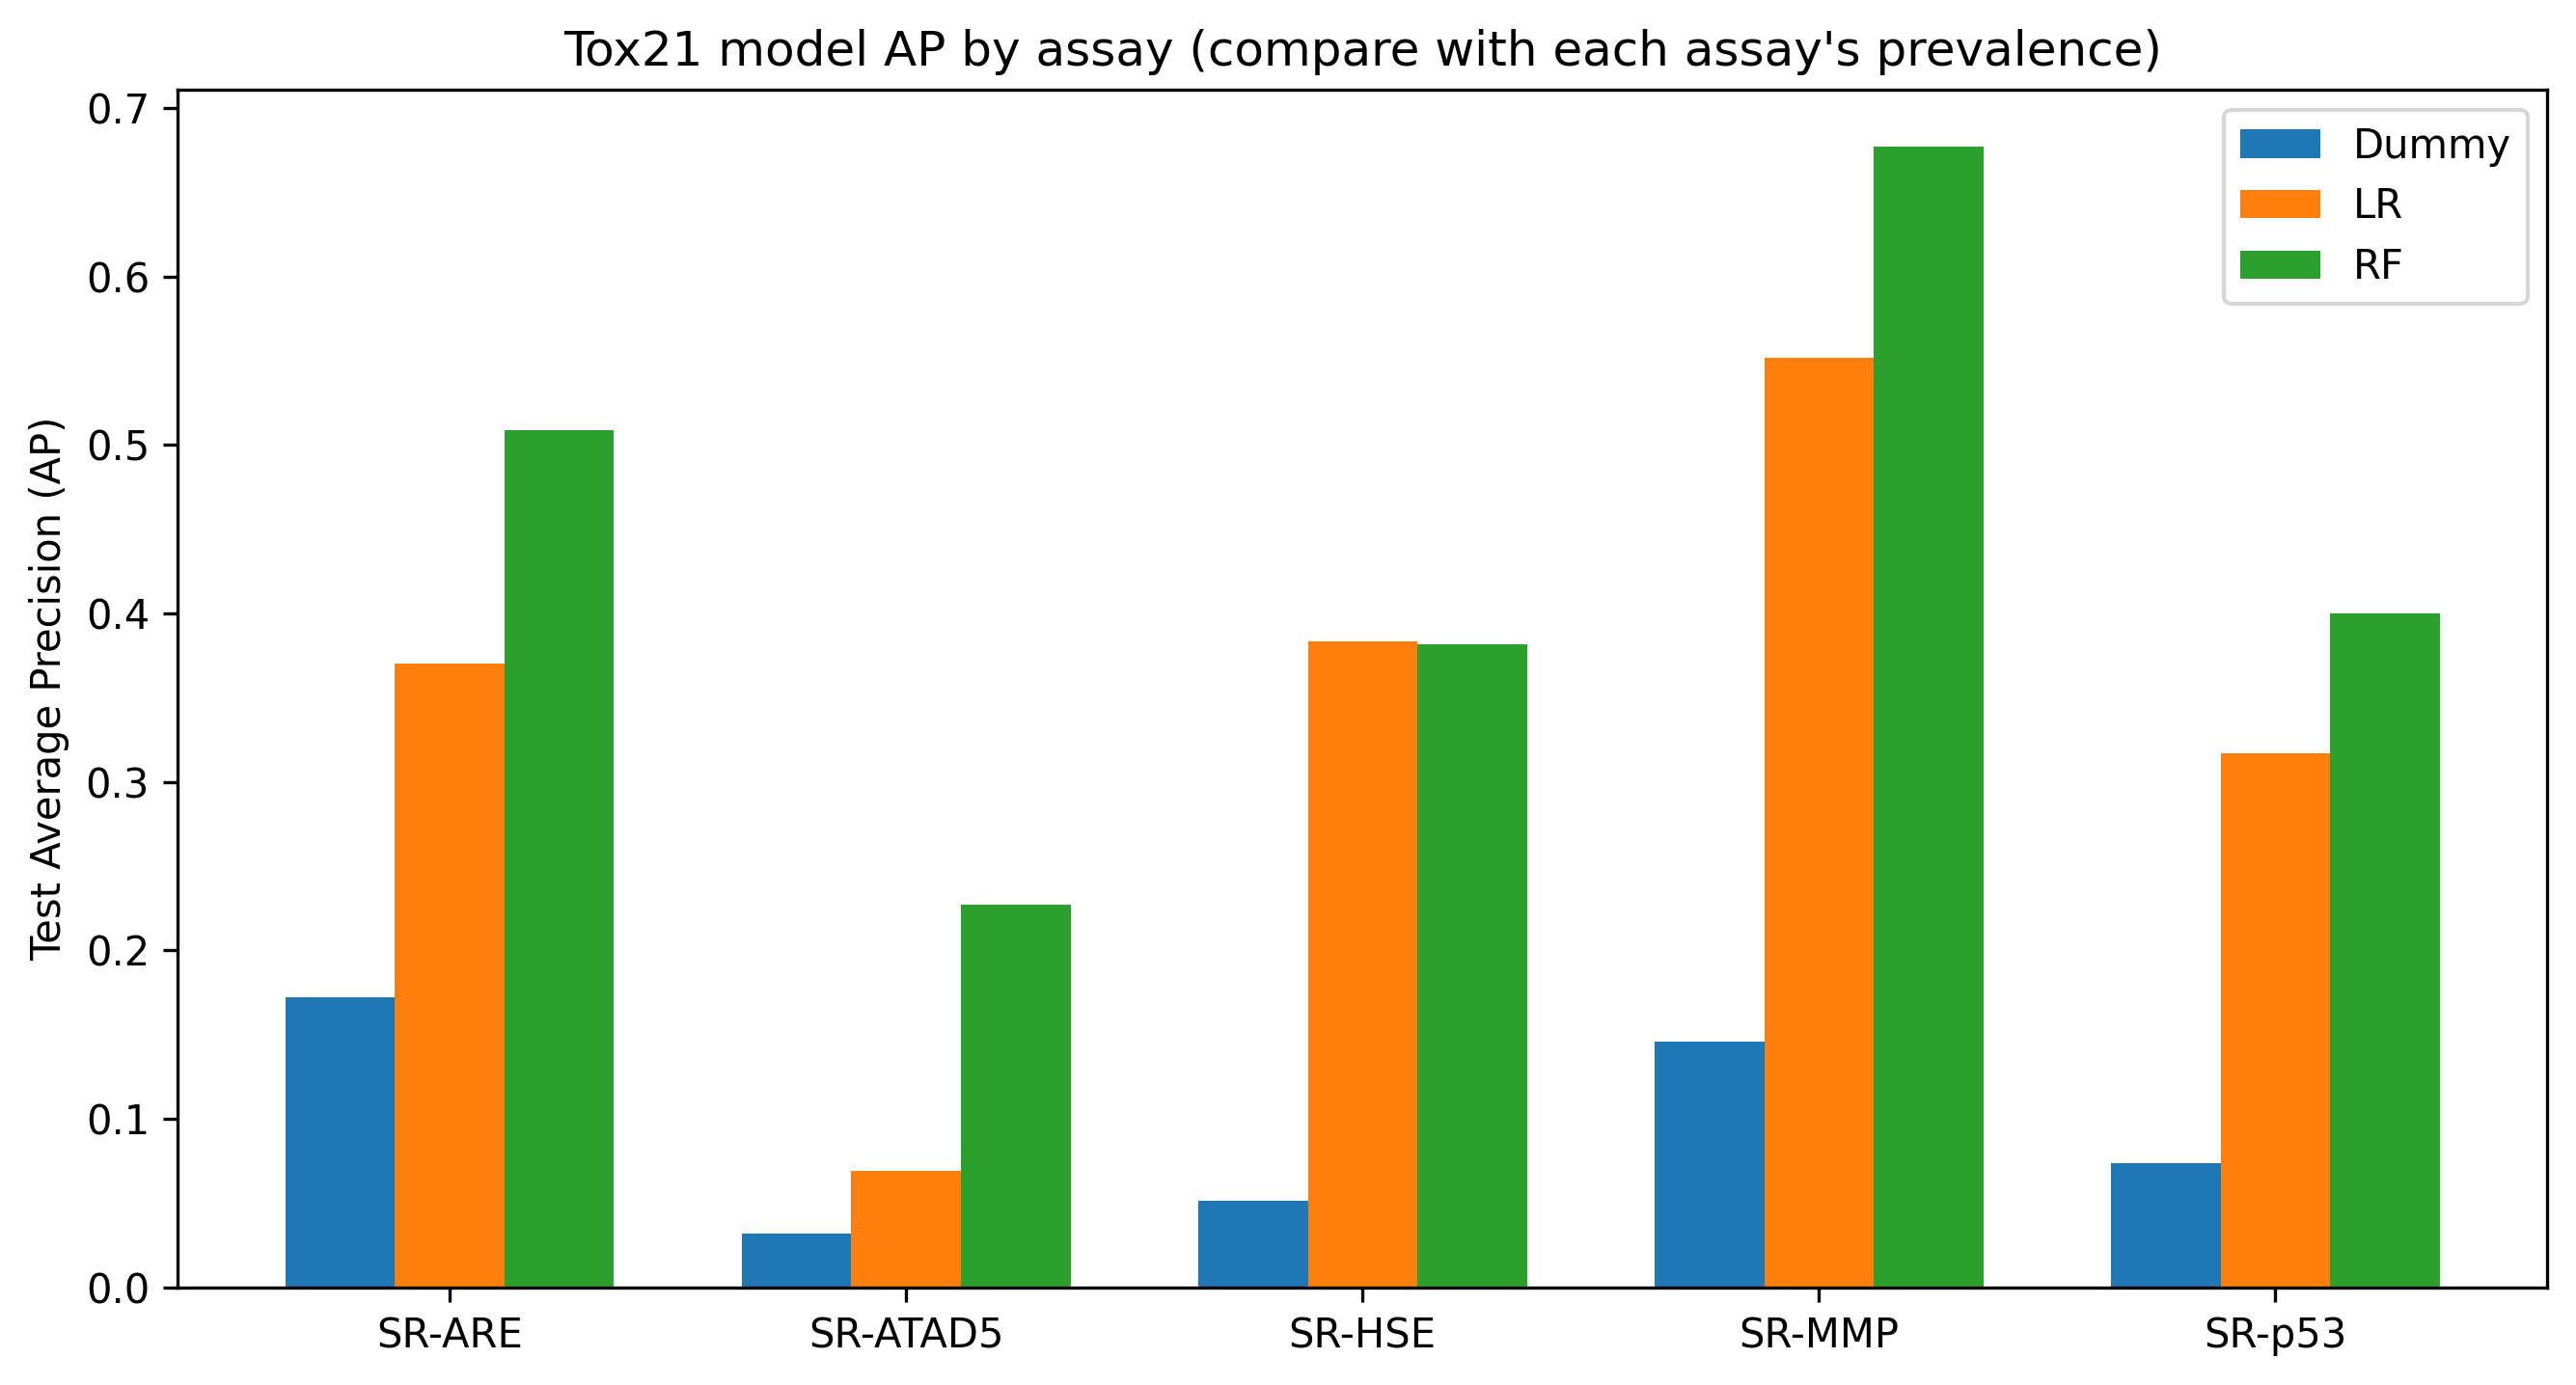 Tox21 model AP by assay (compare with each assay's prevalence)
Test Average Precision (AP)
0.7
0.6
0.5
0.4
0.3
0.2
0.1
0.0
Dummy
LR
RF
SR-ARE
SR-ATAD5
SR-HSE
SR-MMP
SR-p53